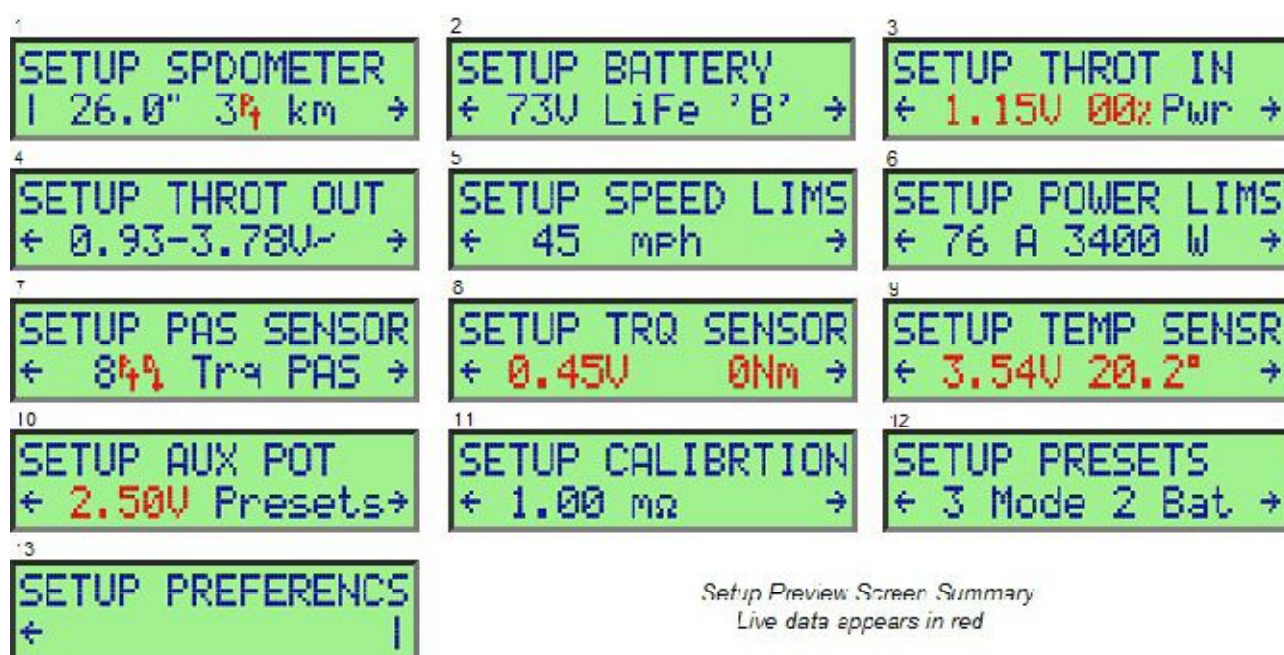 1
SETUP SPDOMETER
| 26.0" 3 km →
2
SETUP BATTERY
← 73V LiFe 'B' →
3
SETUP THROT IN
← 1.15V 00% Pwr →
4
SETUP THROT OUT
← 0.93-3.78V~ →
5
SETUP SPEED LIMS
← 45 mph →
6
SETUP POWER LIMS
← 76 A 3400 W →
7
SETUP PAS SENSOR
← 8 Trq PAS →
8
SETUP TRQ SENSOR
← 0.45V 0Nm →
9
SETUP TEMP SENSR
← 3.54V 20.2° →
10
SETUP AUX POT
← 2.50V Presets→
11
SETUP CALIBRTION
← 1.00 mΩ →
12
SETUP PRESETS
← 3 Mode 2 Bat →
13
SETUP PREFERENCS
← |
Setup Preview Screen Summary
Live data appears in red